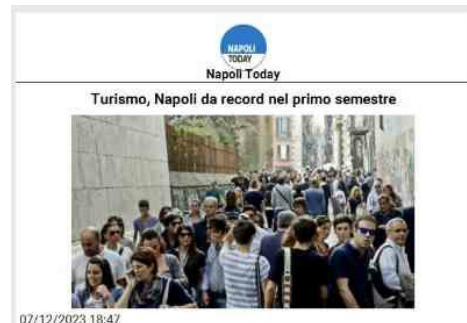 NAPOLI
TODAY
Napoli Today
Turismo, Napoli da record nel primo semestre
07/12/2023 18:47